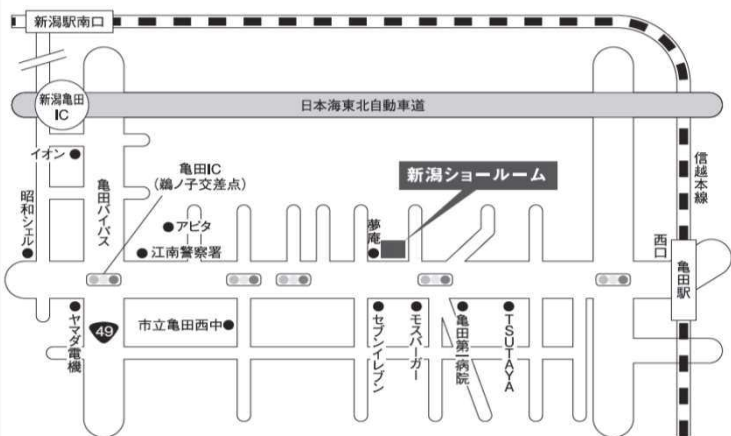 新潟駅南口
新潟亀田
IC
日本海東北自動車道
イオン
亀田IC
(鵜ノ子交差点)
新潟ショールーム
信越本線
昭和シェル
亀田バイパス
アピタ
江南警察署
夢庵
西口
亀田駅
ヤマダ電機
49
市立亀田西中
セブンイレブン
モスバーガー
亀田第一病院
TSUTAYA